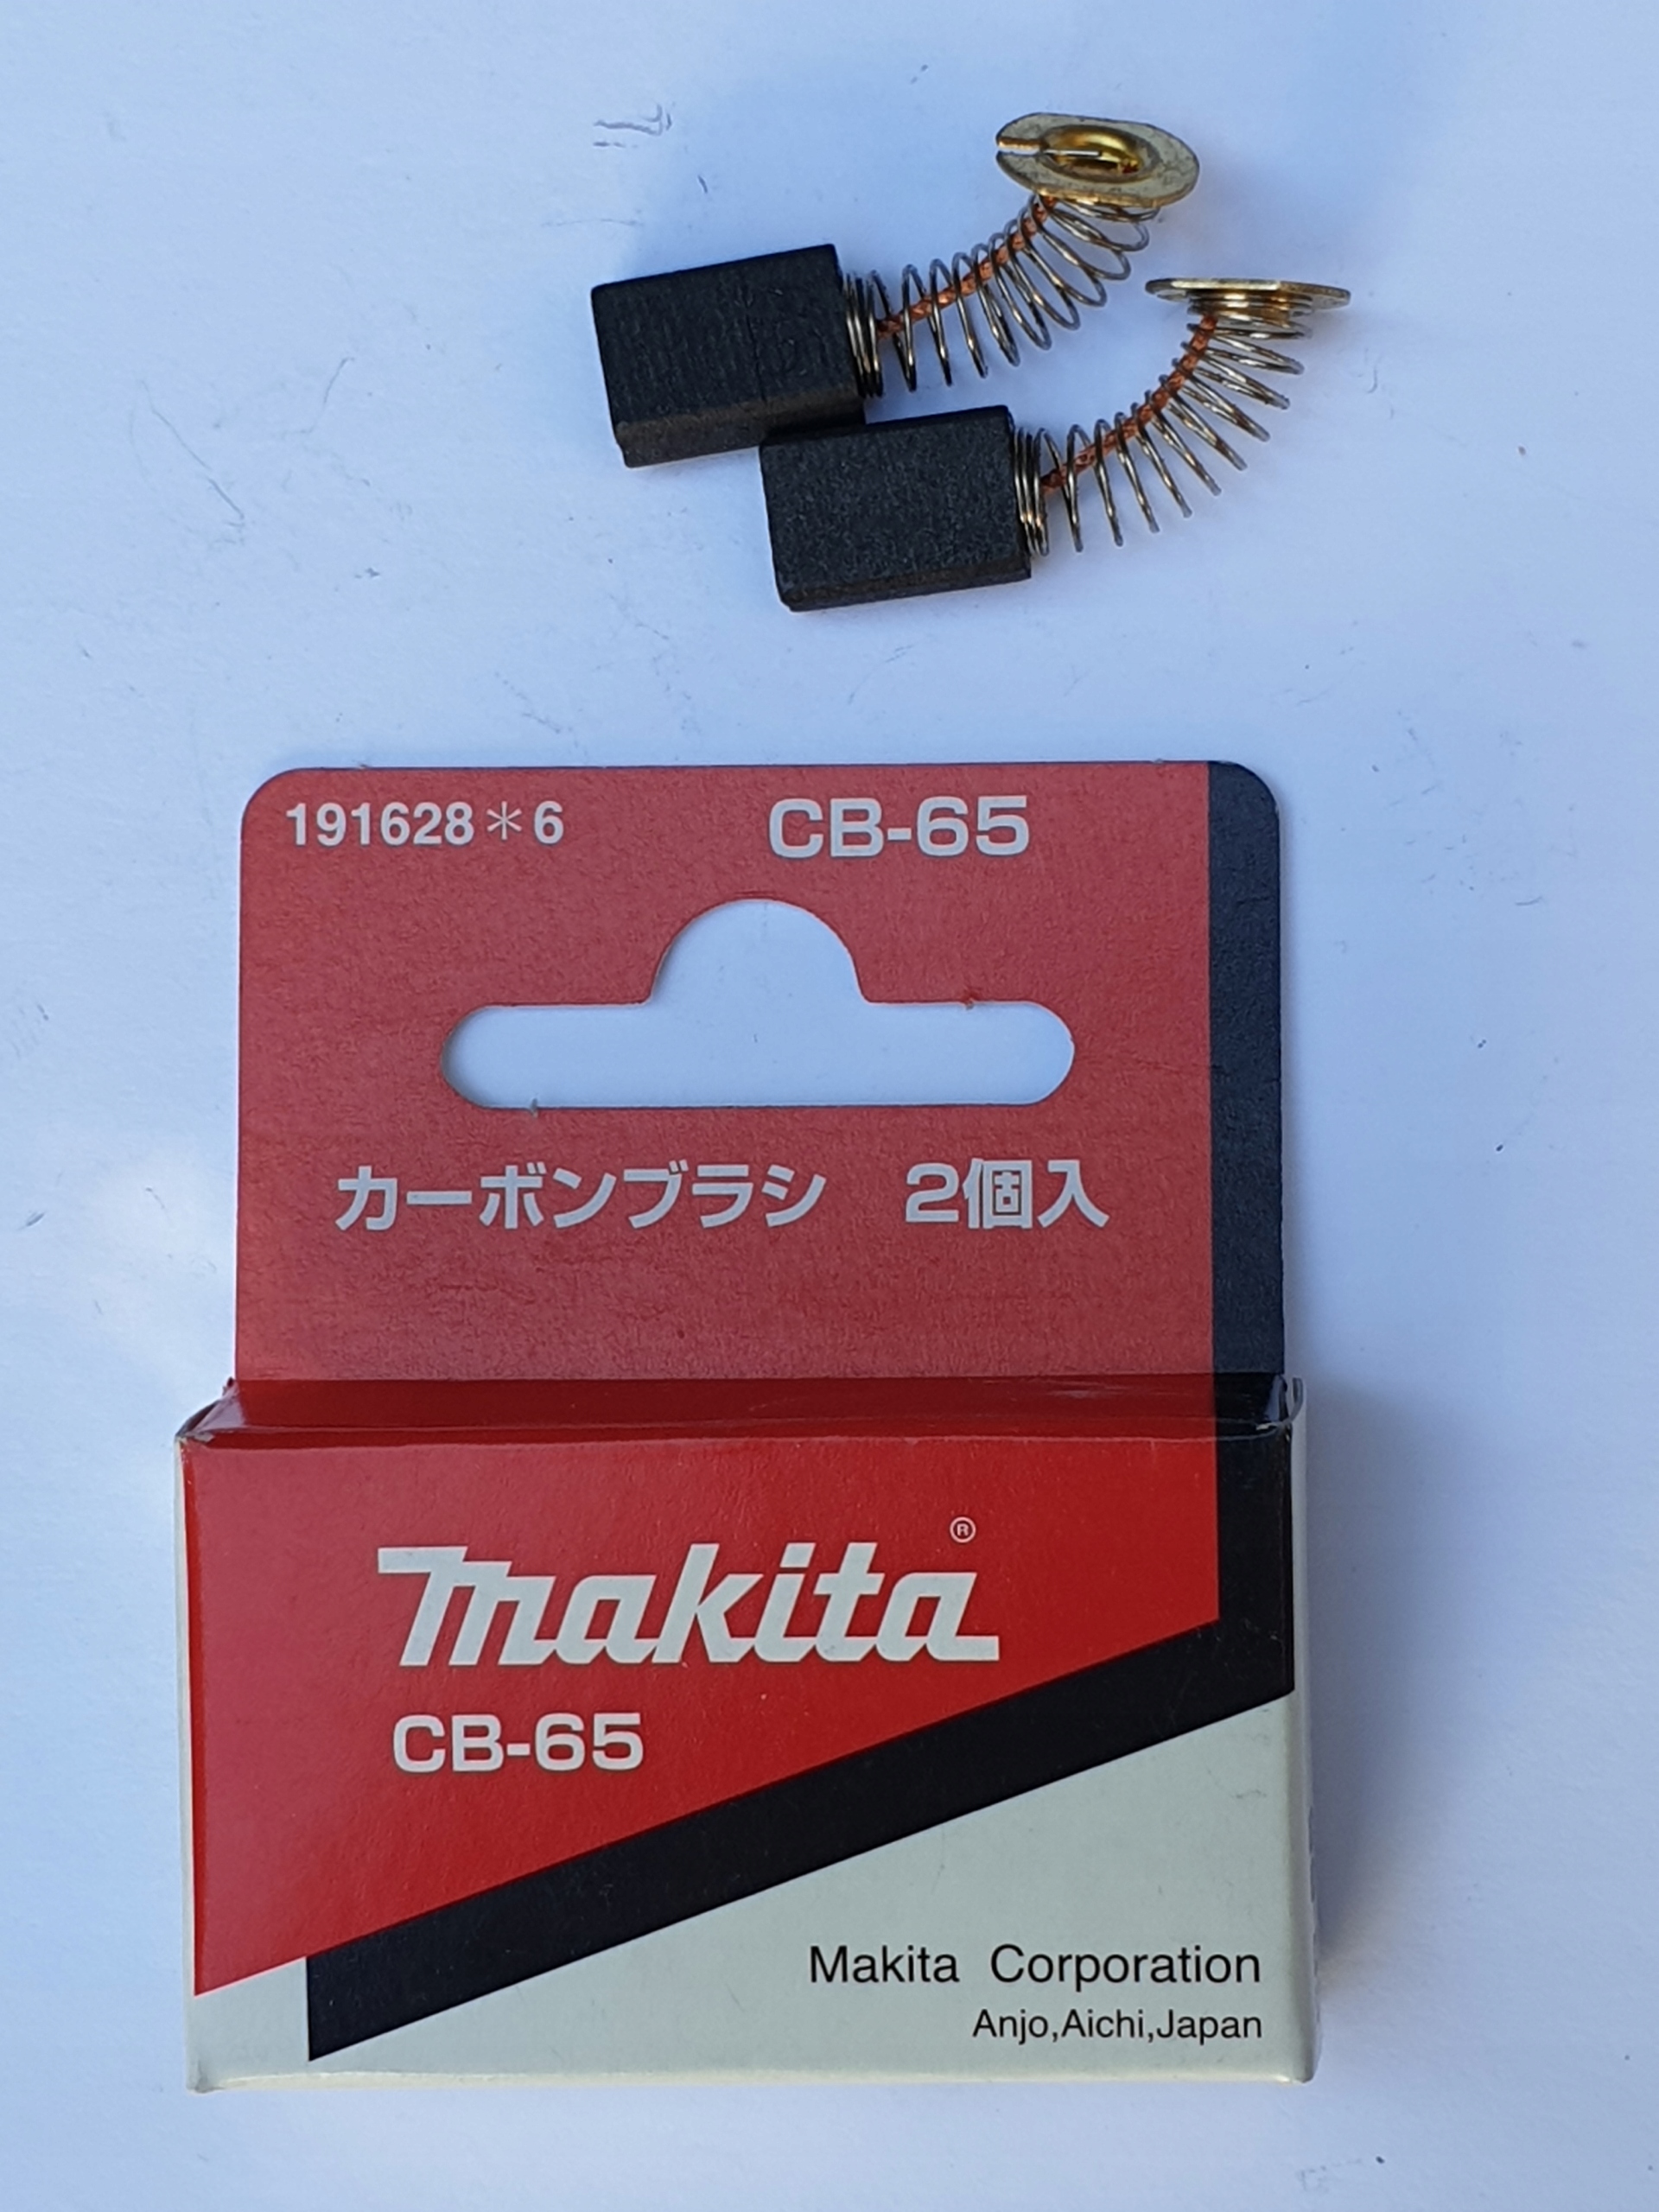 191628＊6 CB-65
カーボンブラシ　2個入
makita®
CB-65
Makita Corporation
Anjo,Aichi,Japan